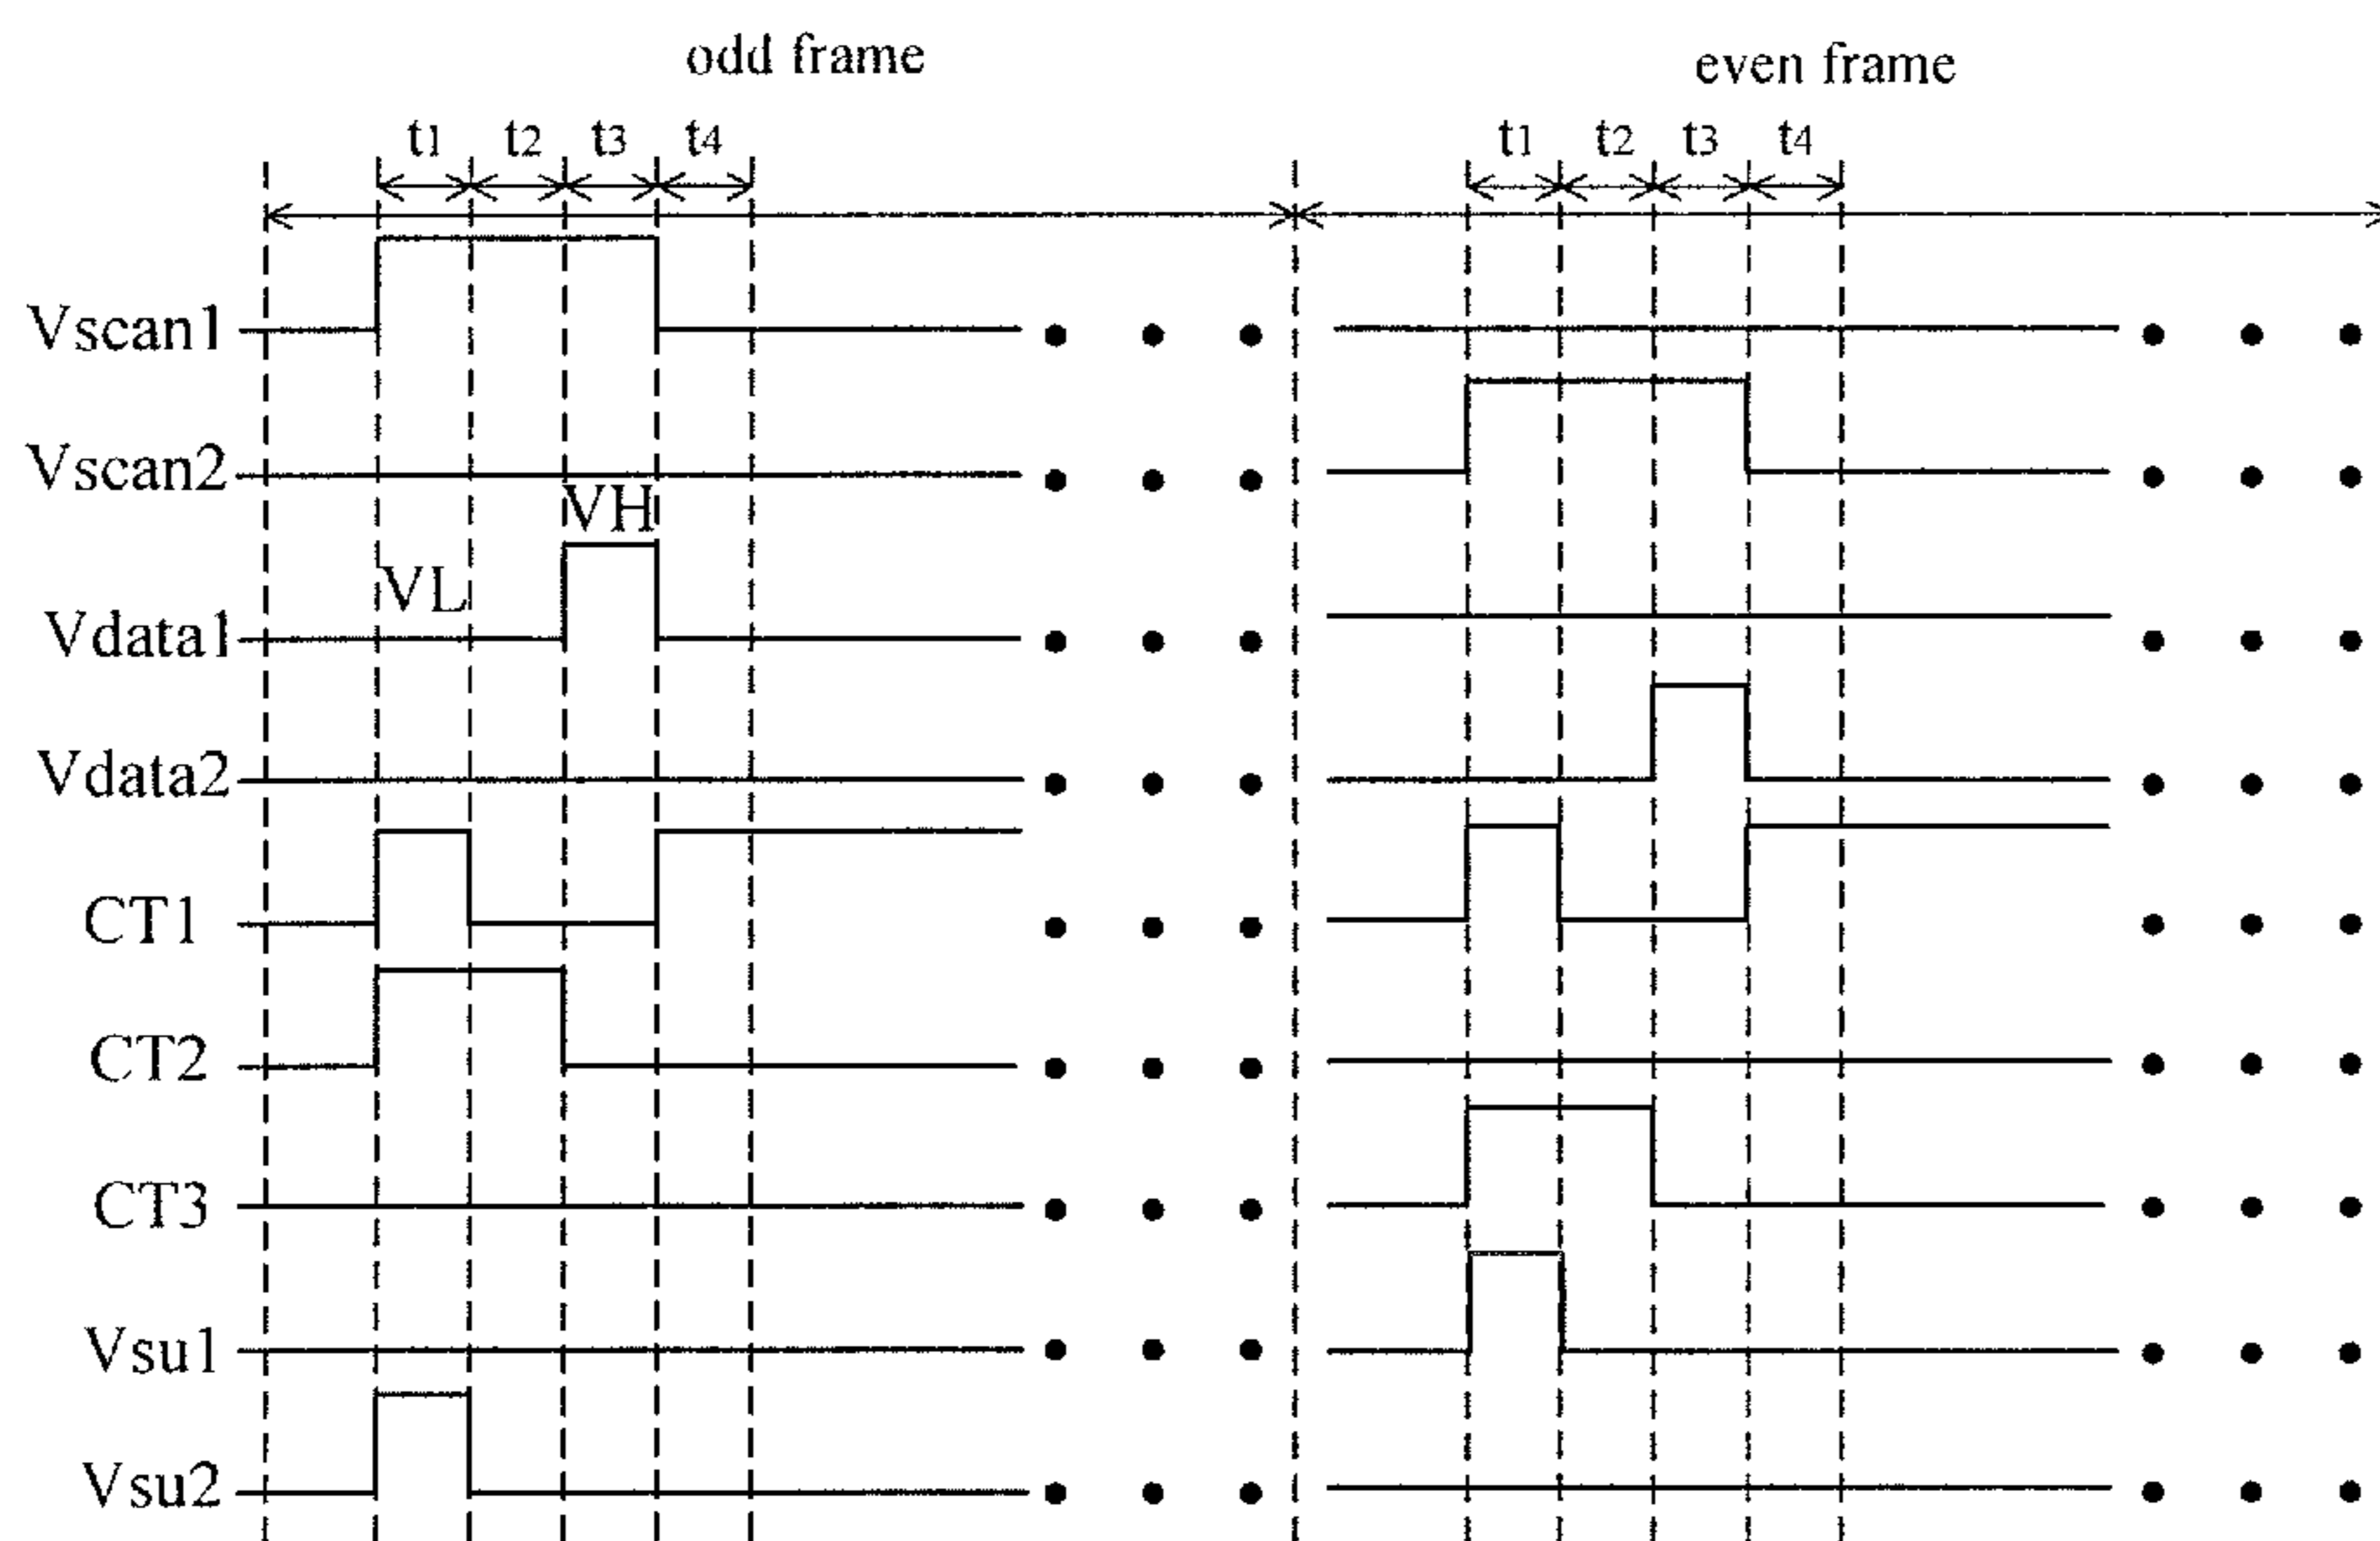 odd frame
even frame
t1 t2 t3 t4
t1 t2 t3 t4
Vscan1
Vscan2
VH
VL
Vdata1
Vdata2
CT1
CT2
CT3
Vsu1
Vsu2